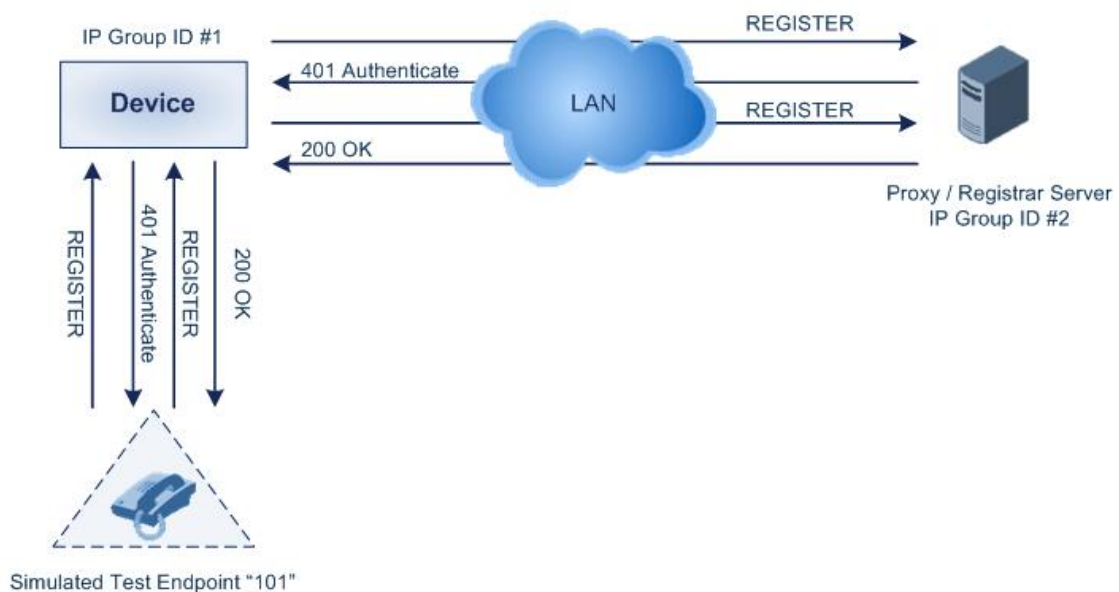 IP Group ID #1
REGISTER
401 Authenticate
Device
LAN
REGISTER
200 OK
Proxy / Registrar Server
IP Group ID #2
REGISTER
401 Authenticate
REGISTER
200 OK
Simulated Test Endpoint “101”